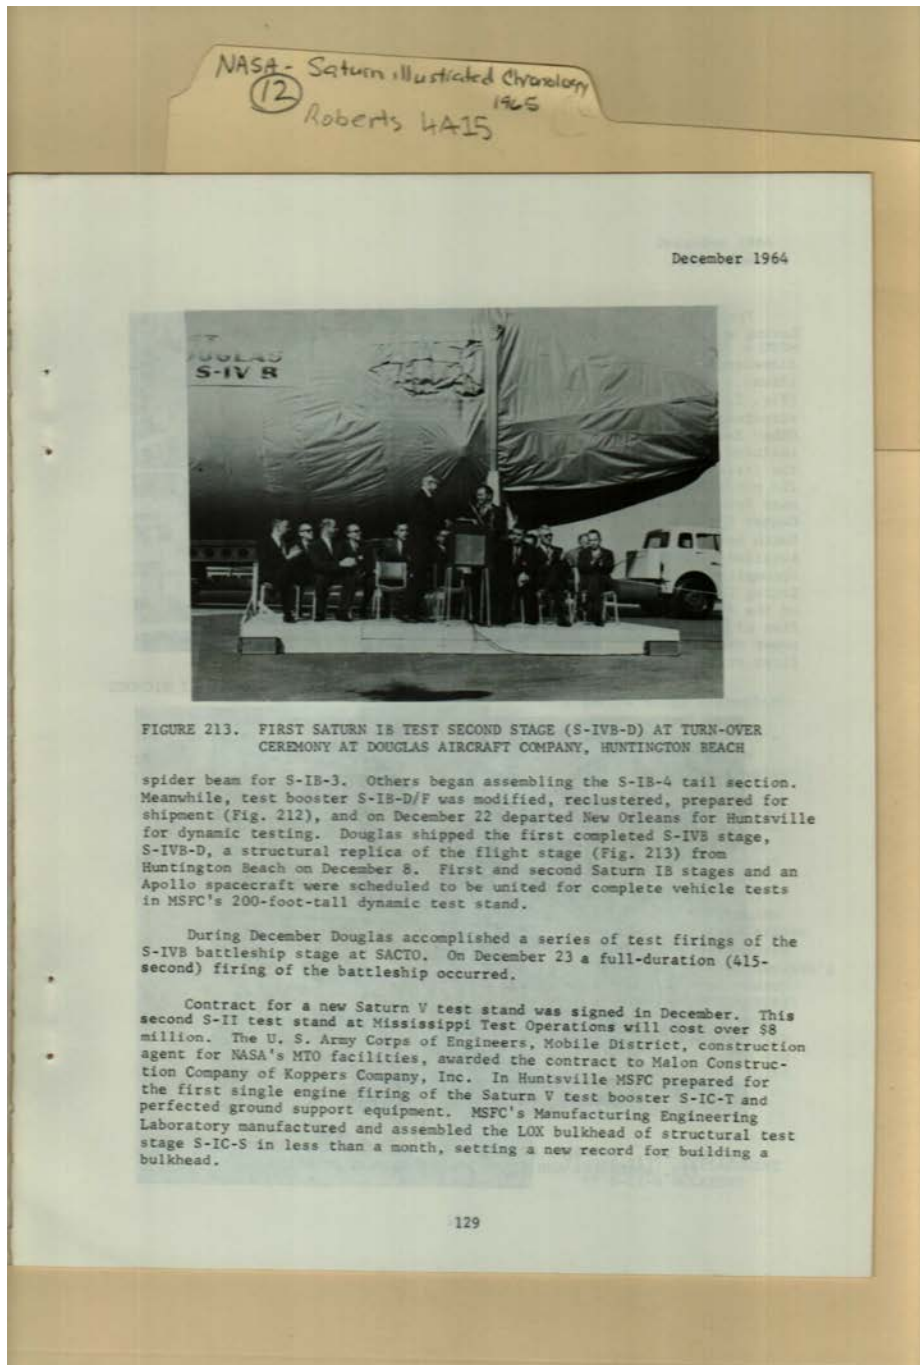 NASA - Saturn illustrated Chronology
12
1965
Roberts 4A15
December 1964
DOUGLAS
S-IV B
FIGURE 213. FIRST SATURN IB TEST SECOND STAGE (S-IVB-D) AT TURN-OVER
CEREMONY AT DOUGLAS AIRCRAFT COMPANY, HUNTINGTON BEACH
spider beam for S-IB-3. Others began assembling the S-IB-4 tail section.
Meanwhile, test booster S-IB-D/F was modified, reclustered, prepared for
shipment (Fig. 212), and on December 22 departed New Orleans for Huntsville
for dynamic testing. Douglas shipped the first completed S-IVB stage,
S-IVB-D, a structural replica of the flight stage (Fig. 213) from
Huntington Beach on December 8. First and second Saturn IB stages and an
Apollo spacecraft were scheduled to be united for complete vehicle tests
in MSFC's 200-foot-tall dynamic test stand.
During December Douglas accomplished a series of test firings of the
S-IVB battleship stage at SACTO. On December 23 a full-duration (415-
second) firing of the battleship occurred.
Contract for a new Saturn V test stand was signed in December. This
second S-II test stand at Mississippi Test Operations will cost over $8
million. The U. S. Army Corps of Engineers, Mobile District, construction
agent for NASA's MTO facilities, awarded the contract to Malon Construc-
tion Company of Koppers Company, Inc. In Huntsville MSFC prepared for
the first single engine firing of the Saturn V test booster S-IC-T and
perfected ground support equipment. MSFC's Manufacturing Engineering
Laboratory manufactured and assembled the LOX bulkhead of structural test
stage S-IC-S in less than a month, setting a new record for building a
bulkhead.
129